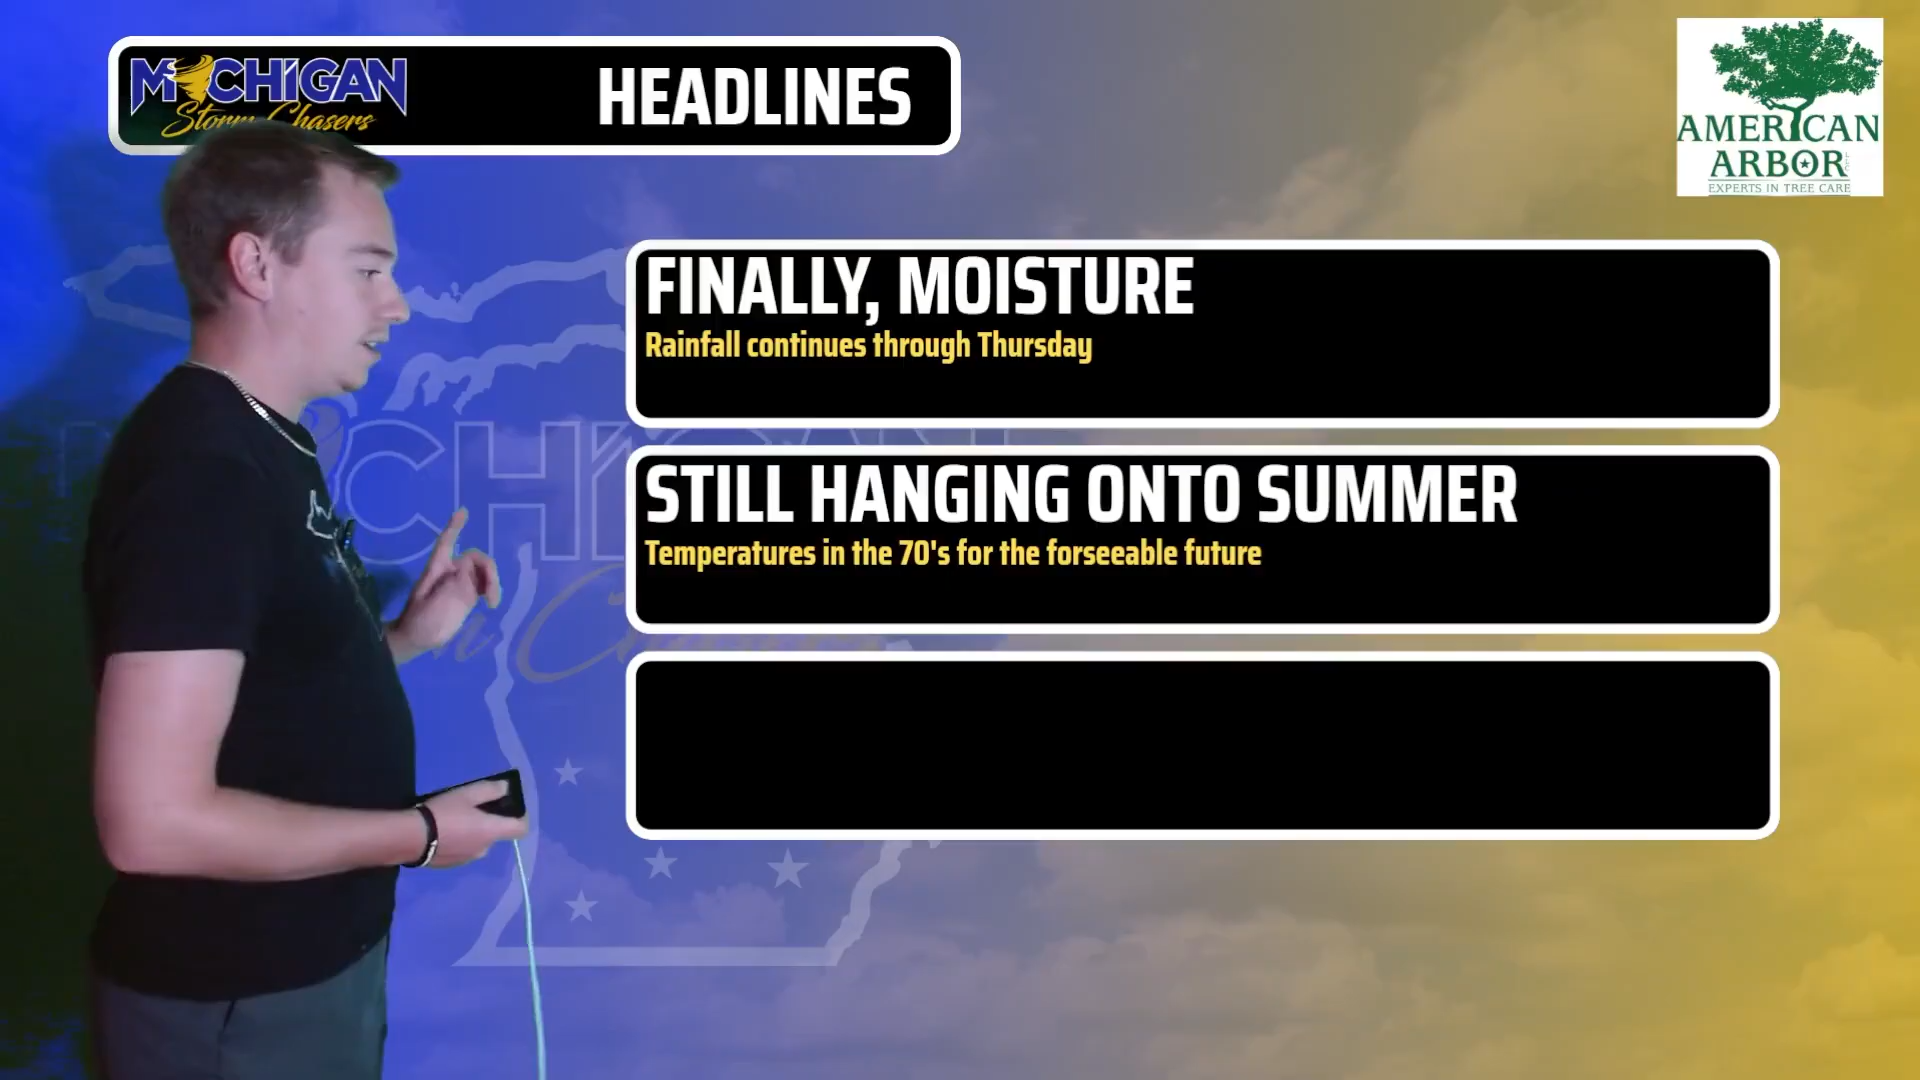 MICHIGAN
Storm Chasers
HEADLINES
AMERICAN
ARBOR
EXPERTS IN TREE CARE
FINALLY, MOISTURE
Rainfall continues through Thursday
STILL HANGING ONTO SUMMER
Temperatures in the 70's for the forseeable future